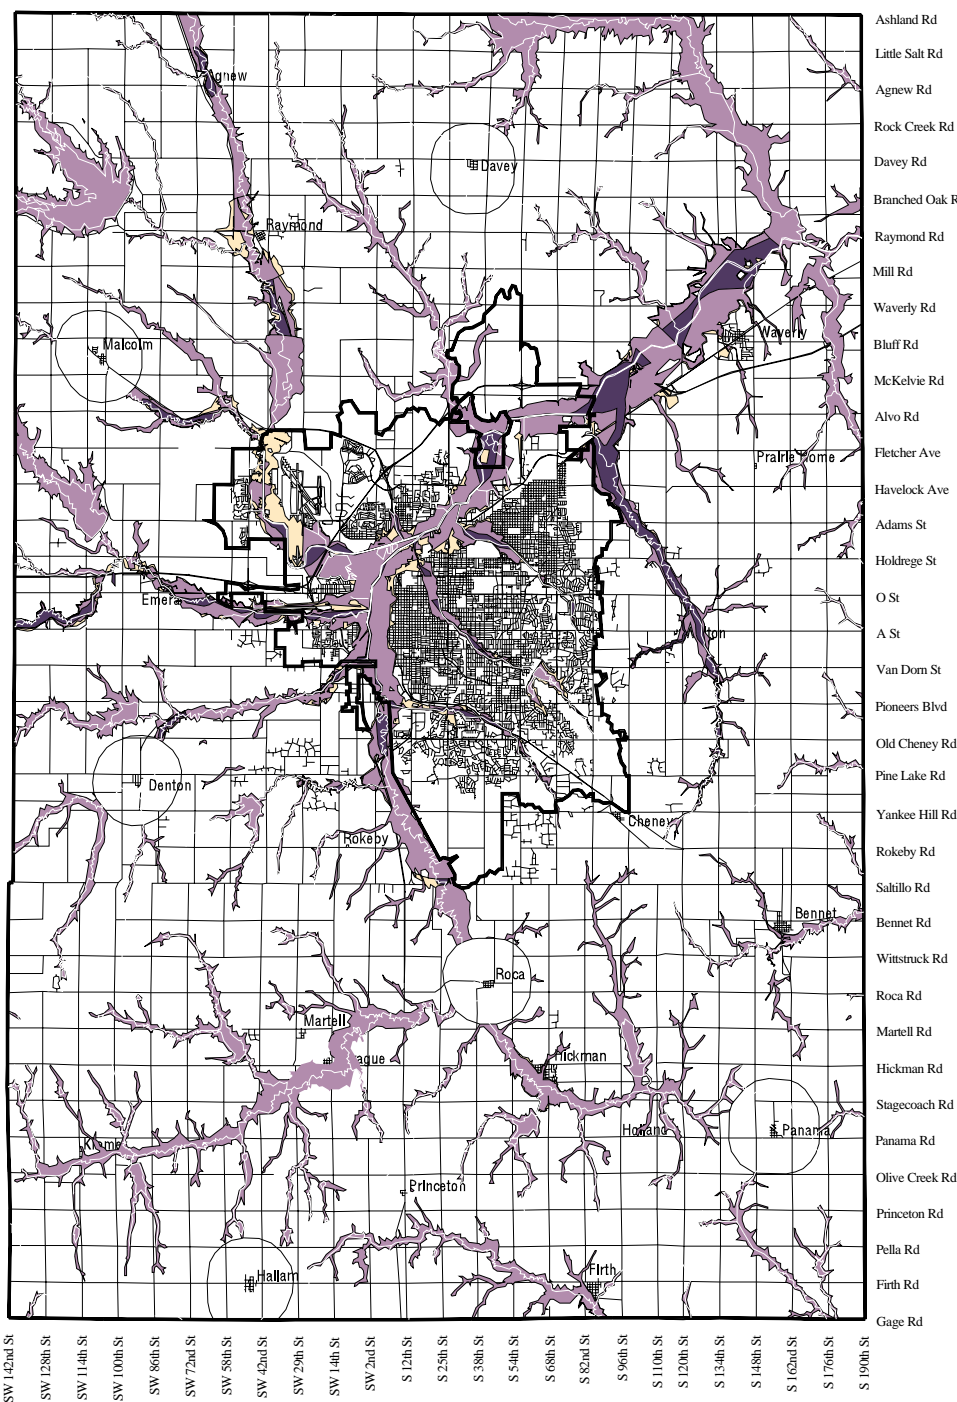 Ashland Rd
Little Salt Rd
Agnew
Agnew Rd
Rock Creek Rd
Davey
Davey Rd
Branched Oak R
Raymond
Raymond Rd
Mill Rd
Waverly Rd
Waverly
Malcolm
Bluff Rd
McKelvie Rd
Alvo Rd
Fletcher Ave
Prairie Home
Havelock Ave
Adams St
Holdrege St
Emera
O St
A St
Van Dorn St
Pioneers Blvd
Old Cheney Rd
Denton
Pine Lake Rd
Cheney
Yankee Hill Rd
Rokeby
Rokeby Rd
Saltillo Rd
Bennet
Bennet Rd
Wittstruck Rd
Roca
Roca Rd
Martell
Martell Rd
ague
Hickman
Hickman Rd
Stagecoach Rd
Holland
Panama
Panama Rd
Olive Creek Rd
Princeton
Princeton Rd
Pella Rd
Hallam
Firth
Firth Rd
Gage Rd
SW 142nd St
SW 128th St
SW 114th St
SW 100th St
SW 86th St
SW 72nd St
SW 58th St
SW 42nd St
SW 29th St
SW 14th St
SW 2nd St
S 12th St
S 25th St
S 38th St
S 54th St
S 68th St
S 82nd St
S 96th St
S 110th St
S 120th St
S 134th St
S 148th St
S 162nd St
S 176th St
S 190th St